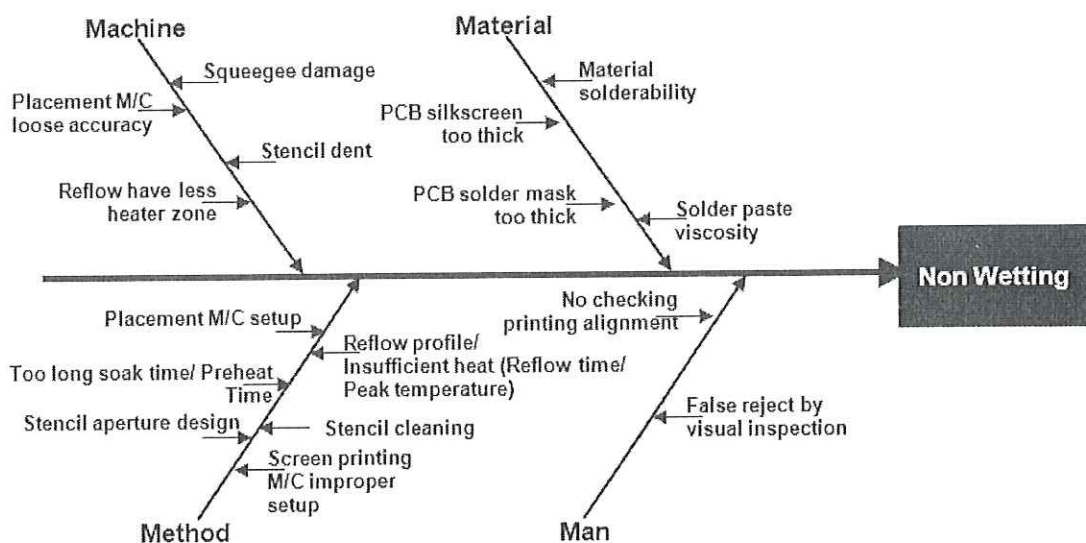 Machine
Squeegee damage
Placement M/C
loose accuracy
Stencil dent
Reflow have less
heater zone
Material
Material
solderability
PCB silkscreen
too thick
PCB solder mask
too thick
Solder paste
viscosity
Non Wetting
Placement M/C setup
Reflow profile/
Insufficient heat (Reflow time/
Peak temperature)
Too long soak time/ Preheat
Time
Stencil aperture design
Stencil cleaning
Screen printing
M/C improper
setup
Method
No checking
printing alignment
False reject by
visual inspection
Man